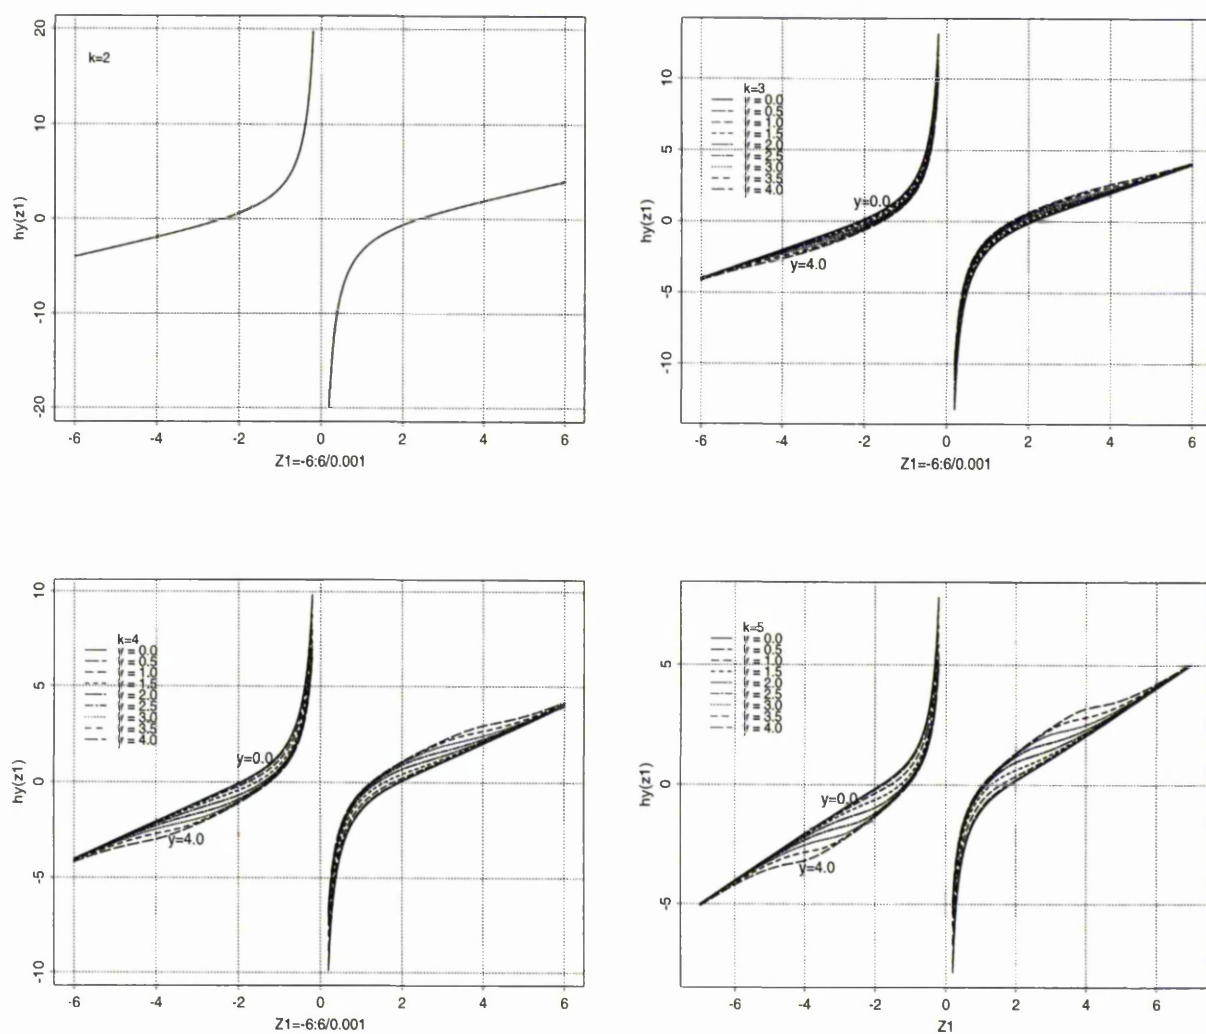 20
10
0
-10
-20
hy(z1)
k=2
-6 -4 -2 0 2 4 6
Z1=-6:6/0.001
10
5
0
-5
-10
hy(z1)
k=3
y = 0.0
y = 0.5
y = 1.0
y = 1.5
y = 2.0
y = 2.5
y = 3.0
y = 3.5
y = 4.0
y=0.0
y=4.0
-6 -4 -2 0 2 4 6
Z1=-6:6/0.001
10
5
0
-5
-10
hy(z1)
k=4
y = 0.0
y = 0.5
y = 1.0
y = 1.5
y = 2.0
y = 2.5
y = 3.0
y = 3.5
y = 4.0
y=0.0
y=4.0
-6 -4 -2 0 2 4 6
Z1=-6:6/0.001
5
0
-5
hy(z1)
k=5
y = 0.0
y = 0.5
y = 1.0
y = 1.5
y = 2.0
y = 2.5
y = 3.0
y = 3.5
y = 4.0
y=0.0
y=4.0
-6 -4 -2 0 2 4 6
Z1